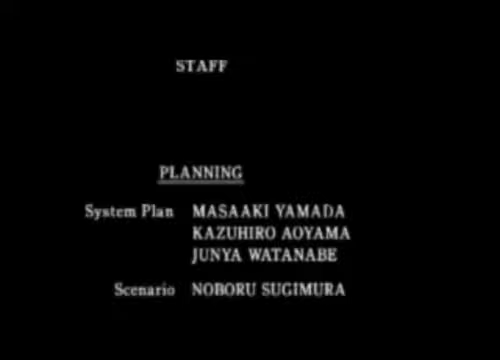 STAFF
PLANNING
System Plan MASAAKI YAMADA
KAZUHIRO AOYAMA
JUNYA WATANABE
Scenario NOBORU SUGIMURA